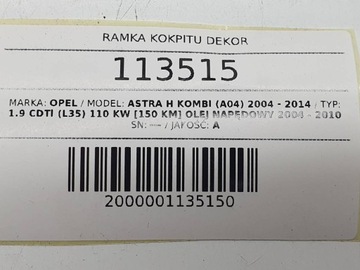 RAMKA KOKPITU DEKOR
113515
MARKA: OPEL / MODEL: ASTRA H KOMBI (A04) 2004 - 2014 / TYP:
1.9 CDTI (L35) 110 KW [150 KM] OLEJ NAPĘDOWY 2004 - 2010
SN: --- / JAKOŚĆ: A
2000001135150